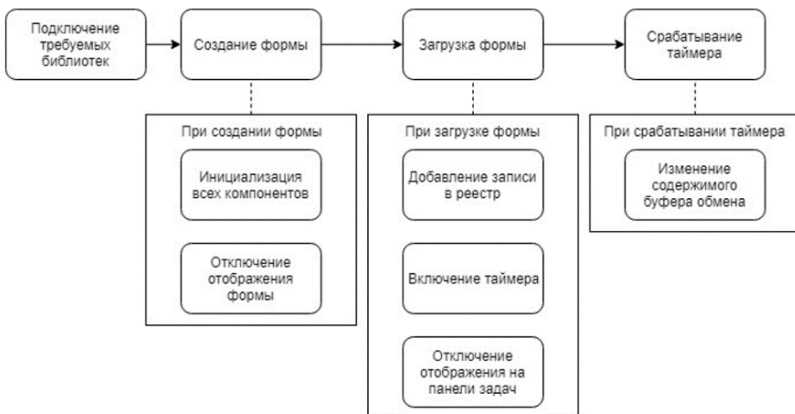 Подключение
требуемых
библиотек
Создание формы
Загрузка формы
Срабатывание
таймера
При создании формы
Инициализация
всех компонентов
Отключение
отображения
формы
При загрузке формы
Добавление записи
в реестр
Включение таймера
Отключение
отображения на
панели задач
При срабатывании таймера
Изменение
содержимого
буфера обмена